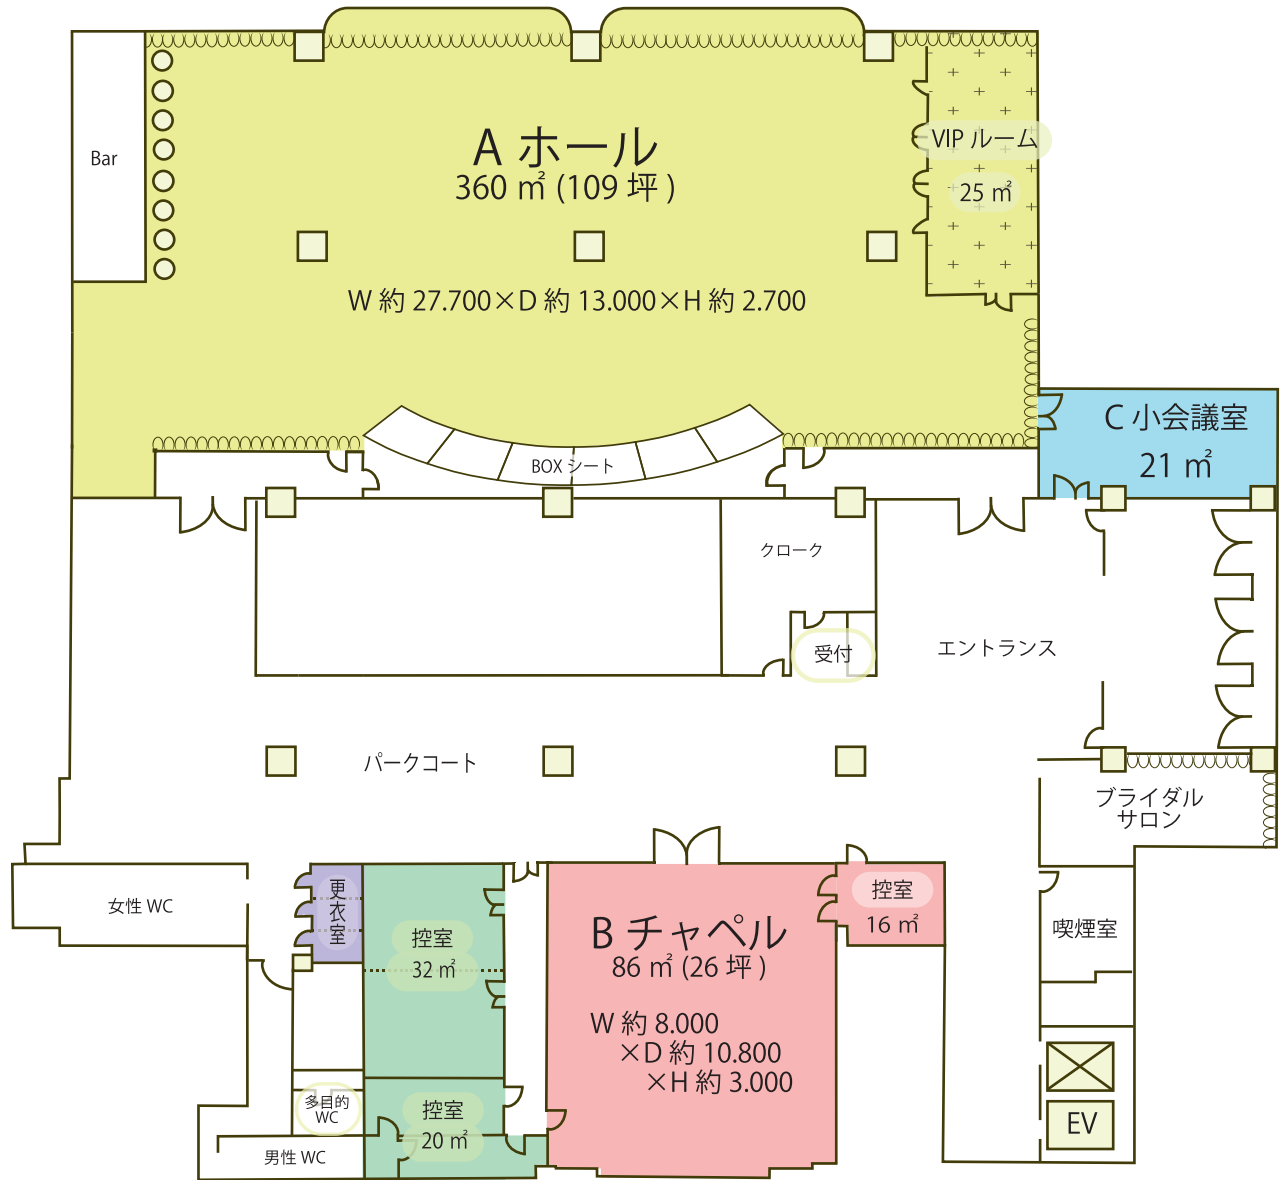 Bar
A ホール
360 ㎡ (109 坪 )
VIP ルーム
25 ㎡
W 約 27.700×D 約 13.000×H 約 2.700
C 小会議室
21 ㎡
BOX シート
クローク
受付
エントランス
パークコート
ブライダル
サロン
女性 WC
更
衣
室
控室
32 ㎡
B チャペル
86 ㎡ (26 坪 )
W 約 8.000
×D 約 10.800
×H 約 3.000
控室
16 ㎡
喫煙室
多目的
WC
控室
20 ㎡
男性 WC
EV